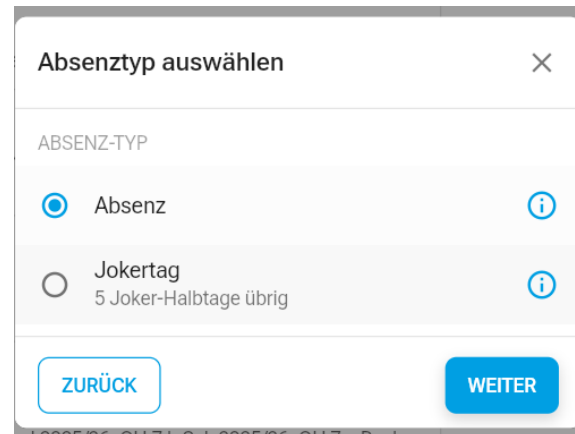 Absenztyp auswählen
ABSENZ-TYP
Absenz
Jokertag
5 Joker-Halbtage übrig
ZURÜCK
WEITER